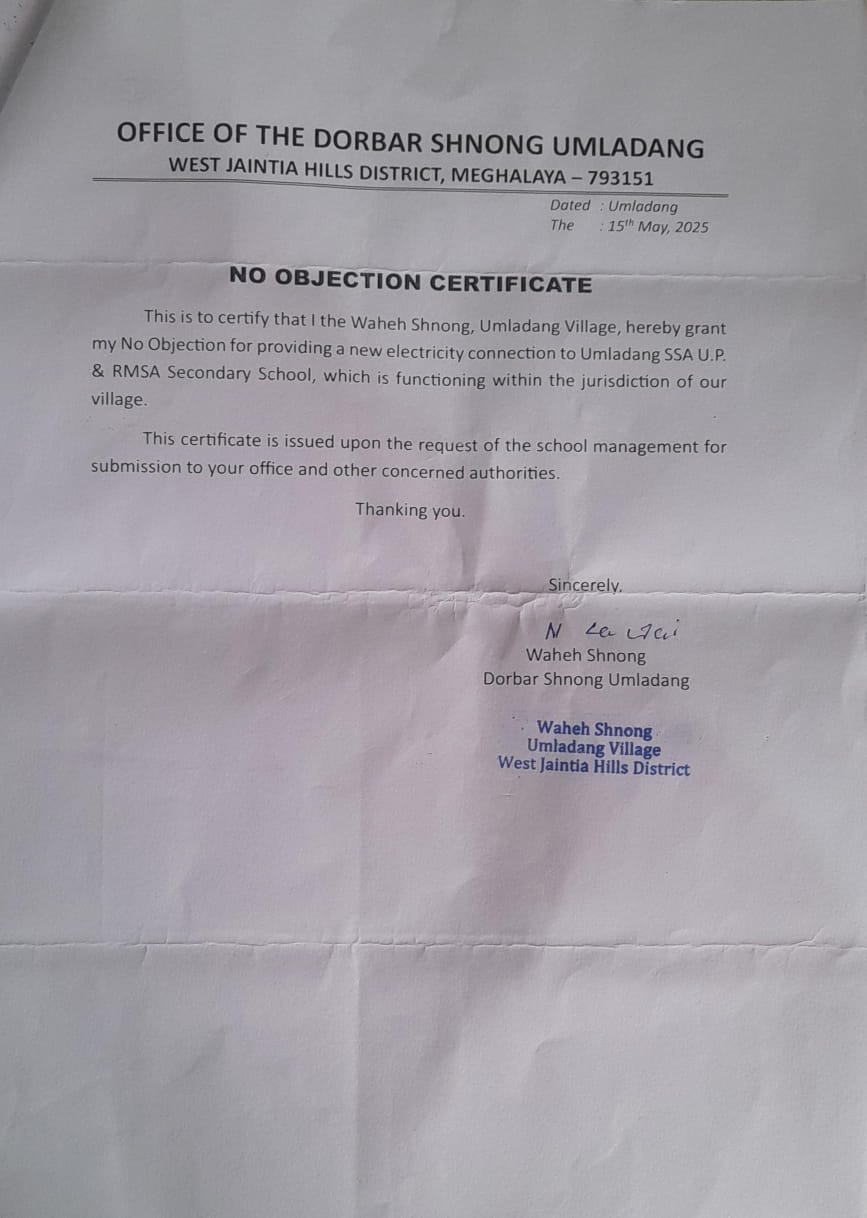 OFFICE OF THE DORBAR SHNONG UMLADANG
WEST JAINTIA HILLS DISTRICT, MEGHALAYA – 793151
Dated : Umladang
The : 15th May, 2025
NO OBJECTION CERTIFICATE
This is to certify that I the Waheh Shnong, Umladang Village, hereby grant
my No Objection for providing a new electricity connection to Umladang SSA U.P.
& RMSA Secondary School, which is functioning within the jurisdiction of our
village.
This certificate is issued upon the request of the school management for
submission to your office and other concerned authorities.
Thanking you.
Sincerely,
N
Waheh Shnong
Dorbar Shnong Umladang
Waheh Shnong
Umladang Village
West Jaintia Hills District